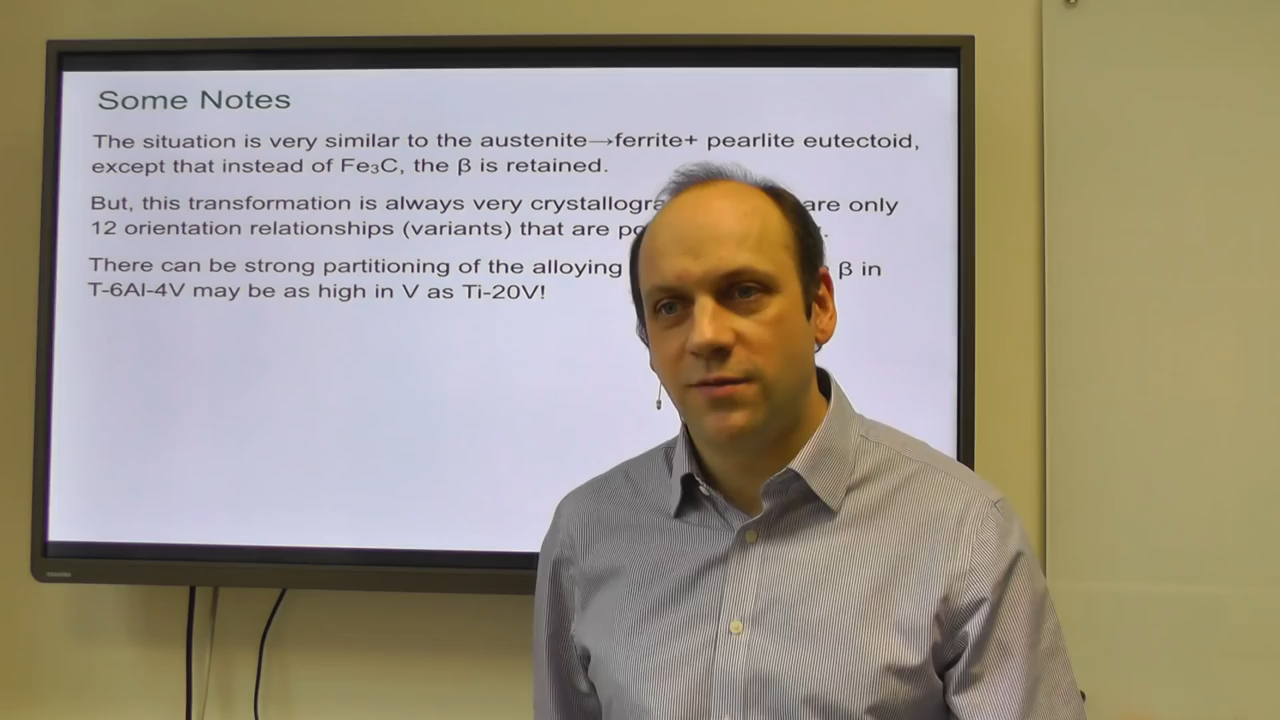 Some Notes
The situation is very similar to the austenite→ferrite+ pearlite eutectoid,
except that instead of Fe₃C, the β is retained.
But, this transformation is always very are only
12 orientation relationships (variants) that are
There can be strong partitioning of the alloying β in
T-6Al-4V may be as high in V as Ti-20V!
TOSHIBA